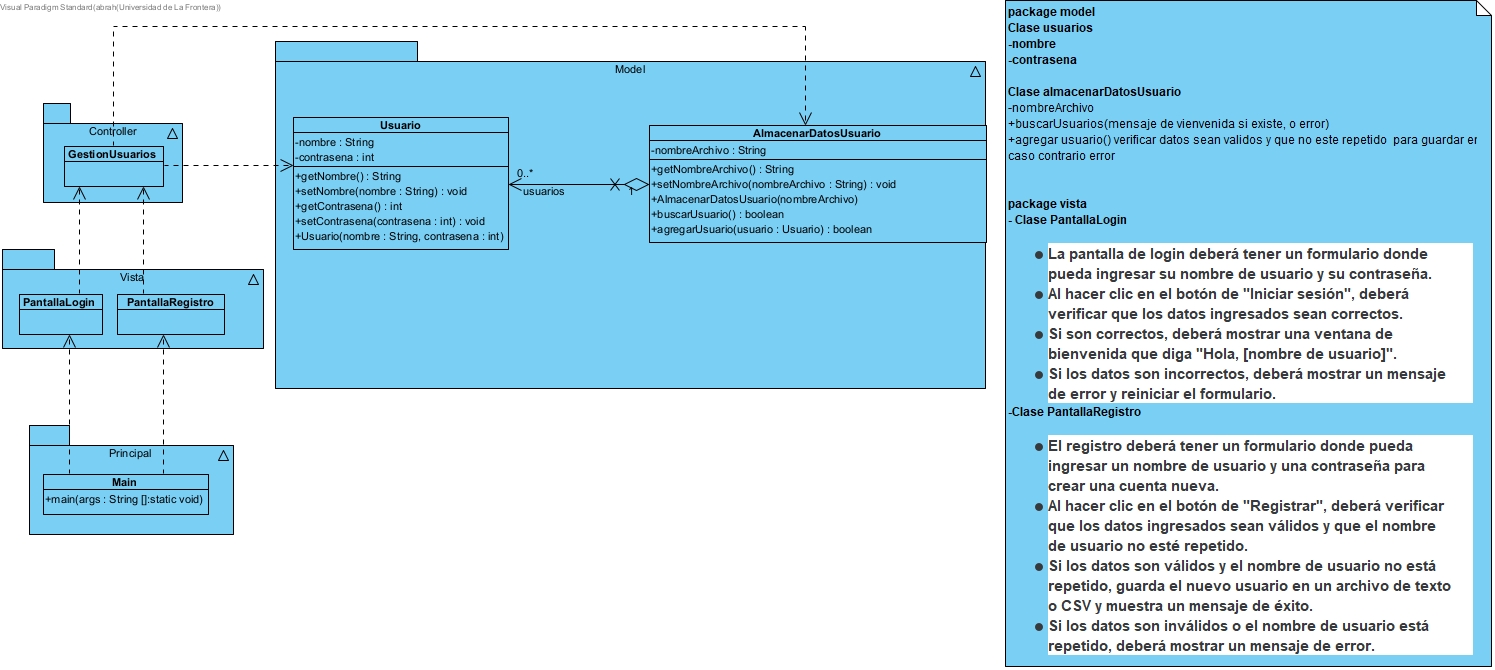 Visual Paradigm Standard(abrah(Universidad de La Frontera))
Model
Controller
GestionUsuarios
Usuario
-nombre : String
-contrasena : int
+getNombre() : String
+setNombre(nombre : String) : void
+getContrasena() : int
+setContrasena(contrasena : int) : void
+Usuario(nombre : String, contrasena : int)
0..*
usuarios
1
AlmacenarDatosUsuario
-nombreArchivo : String
+getNombreArchivo() : String
+setNombreArchivo(nombreArchivo : String) : void
+AlmacenarDatosUsuario(nombreArchivo)
+buscarUsuario() : boolean
+agregarUsuario(usuario : Usuario) : boolean
Vista
PantallaLogin
PantallaRegistro
Principal
Main
+main(args : String []:static void)
package model
Clase usuarios
-nombre
-contrasena
Clase almacenarDatosUsuario
-nombreArchivo
+buscarUsuarios(mensaje de vienvenida si existe, o error)
+agregar usuario() verificar datos sean validos y que no este repetido para guardar er
caso contrario error
package vista
- Clase PantallaLogin
● La pantalla de login deberá tener un formulario donde
pueda ingresar su nombre de usuario y su contraseña.
● Al hacer clic en el botón de "Iniciar sesión", deberá
verificar que los datos ingresados sean correctos.
● Si son correctos, deberá mostrar una ventana de
bienvenida que diga "Hola, [nombre de usuario]".
● Si los datos son incorrectos, deberá mostrar un mensaje
de error y reiniciar el formulario.
-Clase PantallaRegistro
● El registro deberá tener un formulario donde pueda
ingresar un nombre de usuario y una contraseña para
crear una cuenta nueva.
● Al hacer clic en el botón de "Registrar", deberá verificar
que los datos ingresados sean válidos y que el nombre
de usuario no esté repetido.
● Si los datos son válidos y el nombre de usuario no está
repetido, guarda el nuevo usuario en un archivo de texto
o CSV y muestra un mensaje de éxito.
● Si los datos son inválidos o el nombre de usuario está
repetido, deberá mostrar un mensaje de error.